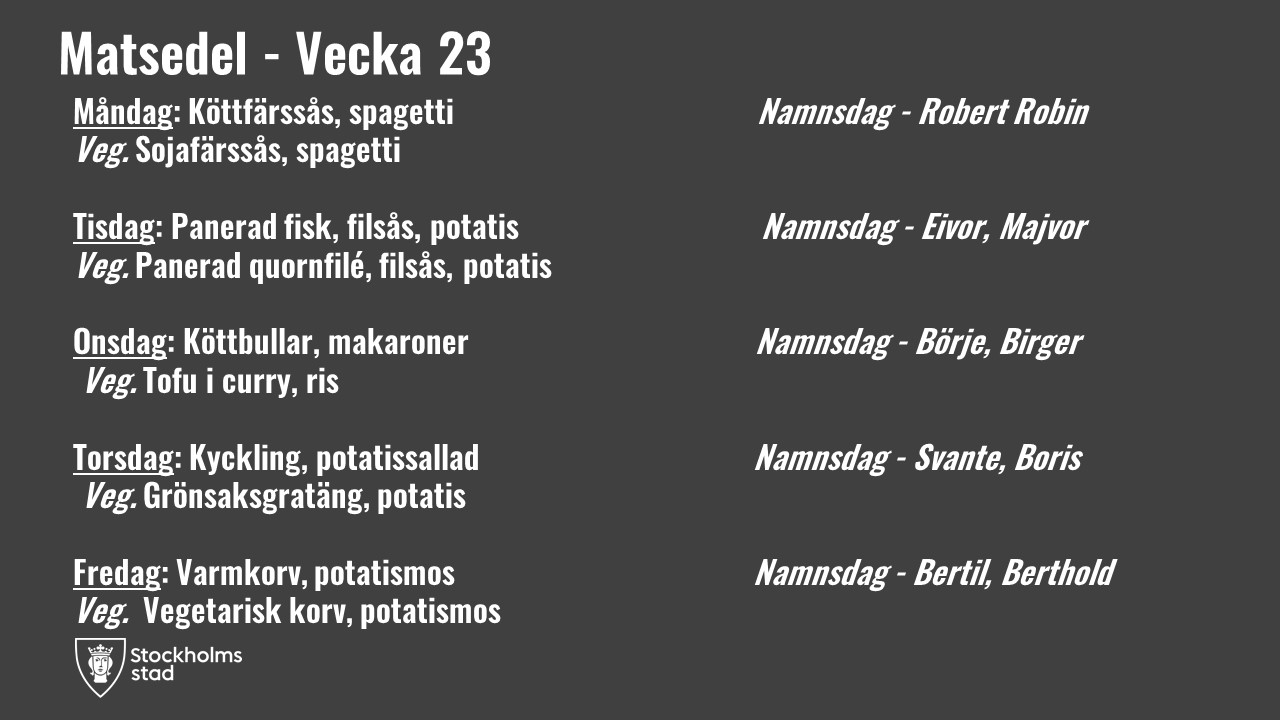 Matsedel - Vecka 23
Måndag: Köttfärssås, spagetti
Namnsdag - Robert Robin
Veg. Sojafärssås, spagetti
Tisdag: Panerad fisk, filsås, potatis
Namnsdag - Eivor, Majvor
Veg. Panerad quornfilé, filsås, potatis
Onsdag: Köttbullar, makaroner
Namnsdag - Börje, Birger
Veg. Tofu i curry, ris
Torsdag: Kyckling, potatissallad
Namnsdag - Svante, Boris
Veg. Grönsaksgratäng, potatis
Fredag: Varmkorv, potatismos
Namnsdag - Bertil, Berthold
Veg. Vegetarisk korv, potatismos
Stockholms
stad